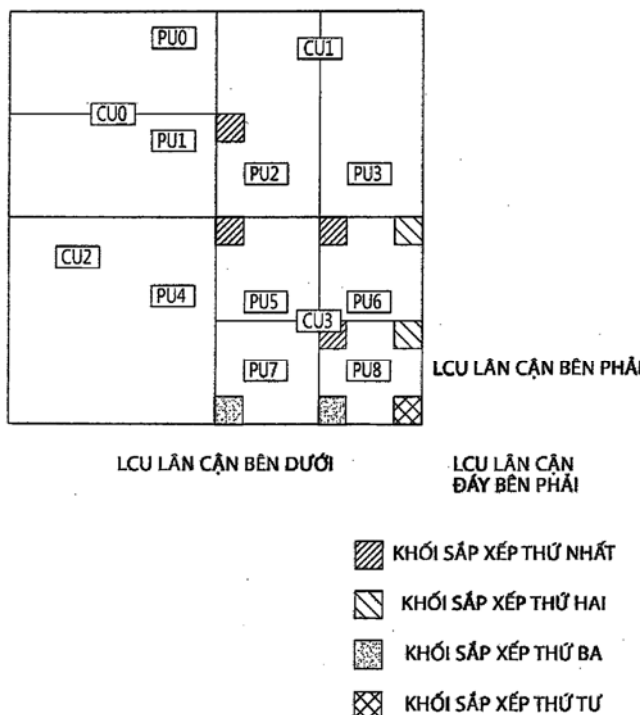 PU0
CU1
CU0
PU1
PU2
PU3
CU2
PU4
PU5
PU6
CU3
PU7
PU8
LCU LÂN CẬN BÊN PHẢI
LCU LÂN CẬN BÊN DƯỚI
LCU LÂN CẬN
ĐÁY BÊN PHẢI
KHỐI SẮP XẾP THỨ NHẤT
KHỐI SẮP XẾP THỨ HAI
KHỐI SẮP XẾP THỨ BA
KHỐI SẮP XẾP THỨ TƯ